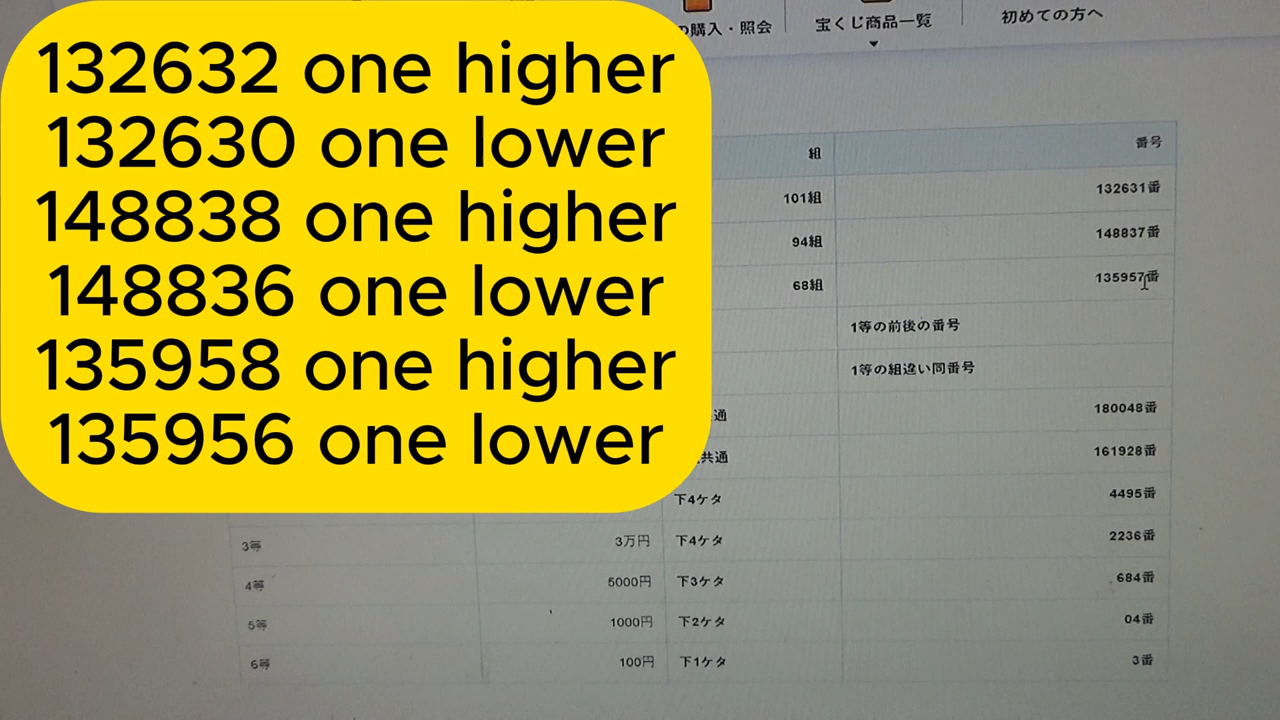 132632 one higher
132630 one lower
148838 one higher
148836 one lower
135958 one higher
135956 one lower
の購入・照会
宝くじ商品一覧
初めての方へ
組 番号
101組 132631番
94組 148837番
68組 135957番
1等の前後の番号
1等の組違い同番号
通 180048番
共通 161928番
下4ケタ 4495番
3等 3万円 下4ケタ 2236番
4等 5000円 下3ケタ 684番
5等 1000円 下2ケタ 04番
6等 100円 下1ケタ 3番